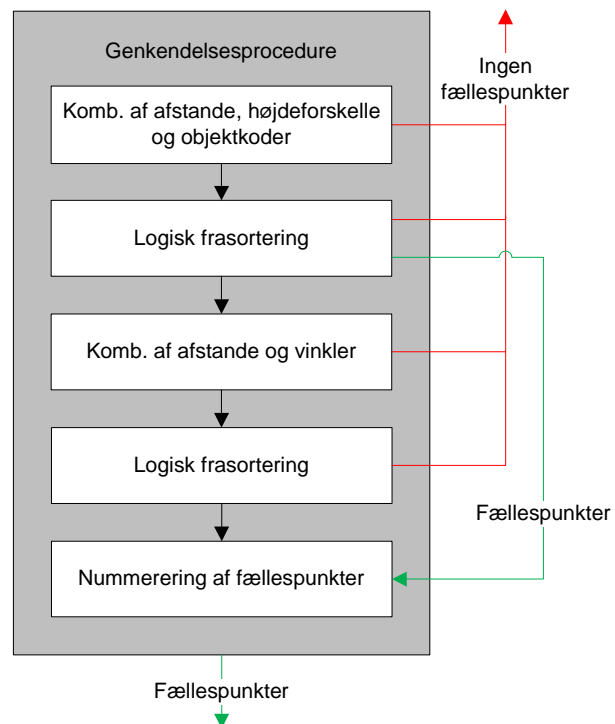 Genkendelsesprocedure
Ingen
fællespunkter
Komb. af afstande, højdeforskelle
og objektkoder
Logisk frasortering
Komb. af afstande og vinkler
Logisk frasortering
Fællespunkter
Nummerering af fællespunkter
Fællespunkter